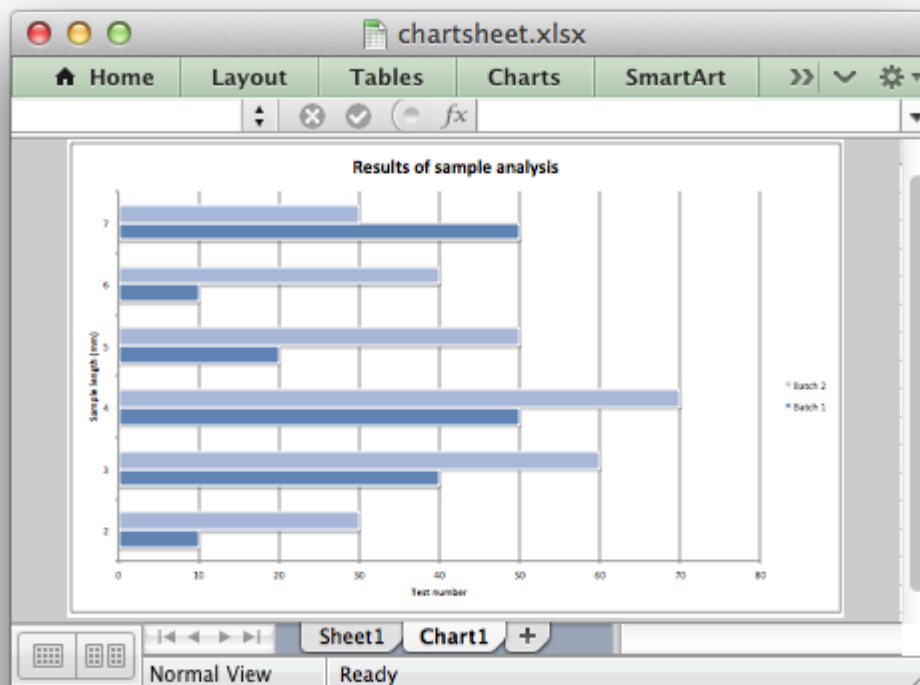 chartsheet.xlsx
Home Layout Tables Charts SmartArt
fx
Results of sample analysis
7
6
5
4
3
2
Sample length (mm)
Batch 2
Batch 1
0 10 20 30 40 50 60 70 80
Test number
Sheet1 Chart1 +
Normal View Ready